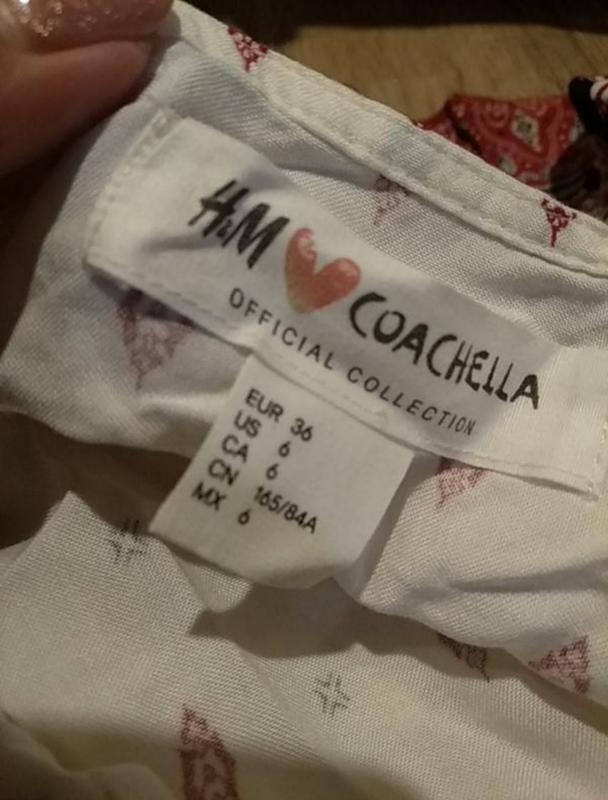 H&M COACHELLA
OFFICIAL COLLECTION
EUR 36
US 6
CA 6
CN 165/84A
MX 6